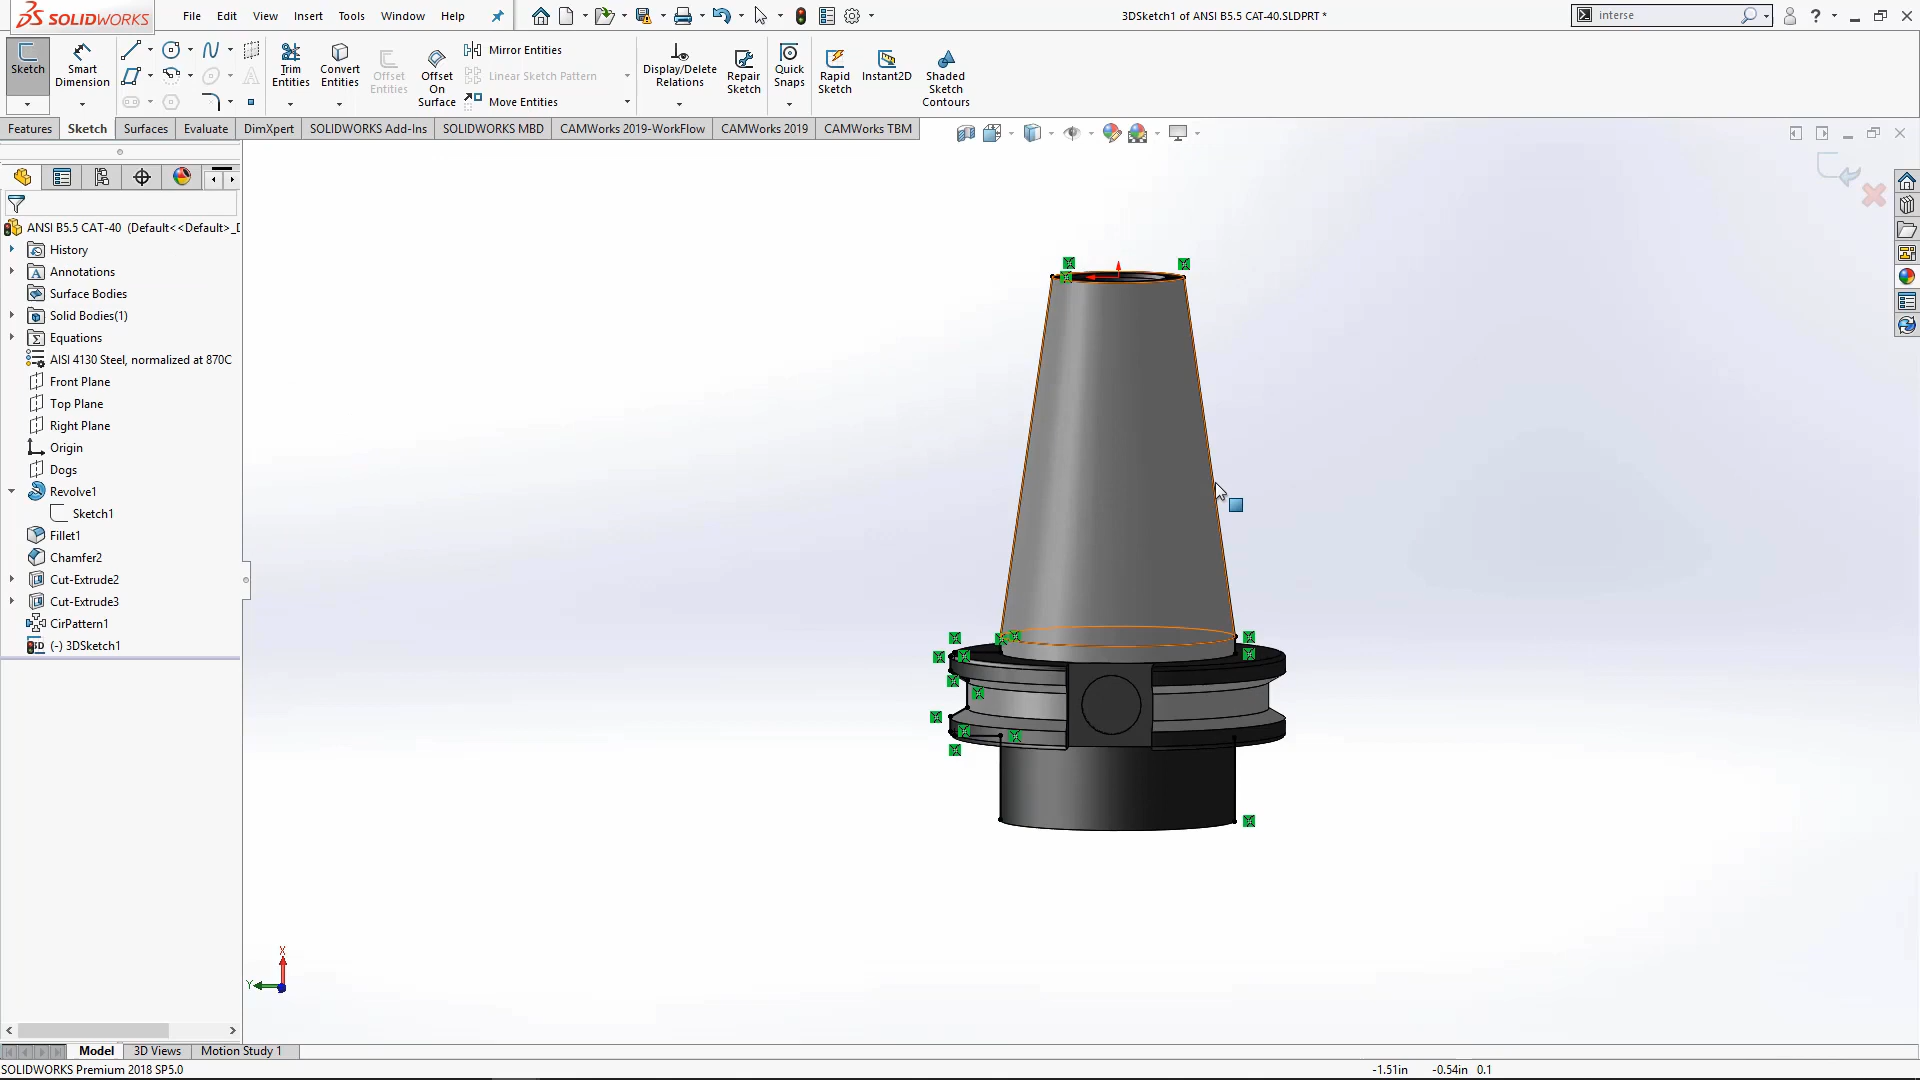 SOLIDWORKS
File Edit View Insert Tools Window Help
3DSketch1 of ANSI B5.5 CAT-40.SLDPRT *
interse
Sketch
Smart Dimension
Trim Entities
Convert Entities
Offset Entities
Offset On Surface
Mirror Entities
Linear Sketch Pattern
Move Entities
Display/Delete Relations
Repair Sketch
Quick Snaps
Rapid Sketch
Instant2D
Shaded Sketch Contours
Features Sketch Surfaces Evaluate DimXpert SOLIDWORKS Add-Ins SOLIDWORKS MBD CAMWorks 2019-WorkFlow CAMWorks 2019 CAMWorks TBM
ANSI B5.5 CAT-40 (Default<<Default>_D
History
Annotations
Surface Bodies
Solid Bodies(1)
Equations
AISI 4130 Steel, normalized at 870C
Front Plane
Top Plane
Right Plane
Origin
Dogs
Revolve1
Sketch1
Fillet1
Chamfer2
Cut-Extrude2
Cut-Extrude3
CirPattern1
(-) 3DSketch1
X
Y
Model 3D Views Motion Study 1
SOLIDWORKS Premium 2018 SP5.0
-1.51in -0.54in 0.1